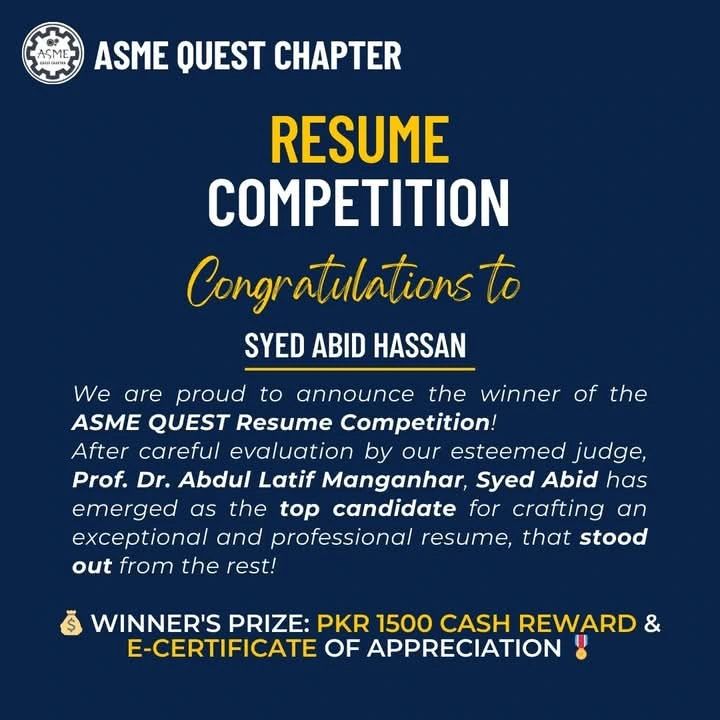 ASME
QUEST CHAPTER
ASME QUEST CHAPTER
RESUME
COMPETITION
Congratulations to
SYED ABID HASSAN
We are proud to announce the winner of the
ASME QUEST Resume Competition!
After careful evaluation by our esteemed judge,
Prof. Dr. Abdul Latif Manganhar, Syed Abid has
emerged as the top candidate for crafting an
exceptional and professional resume, that stood
out from the rest!
💰 WINNER'S PRIZE: PKR 1500 CASH REWARD &
E-CERTIFICATE OF APPRECIATION 🎖️